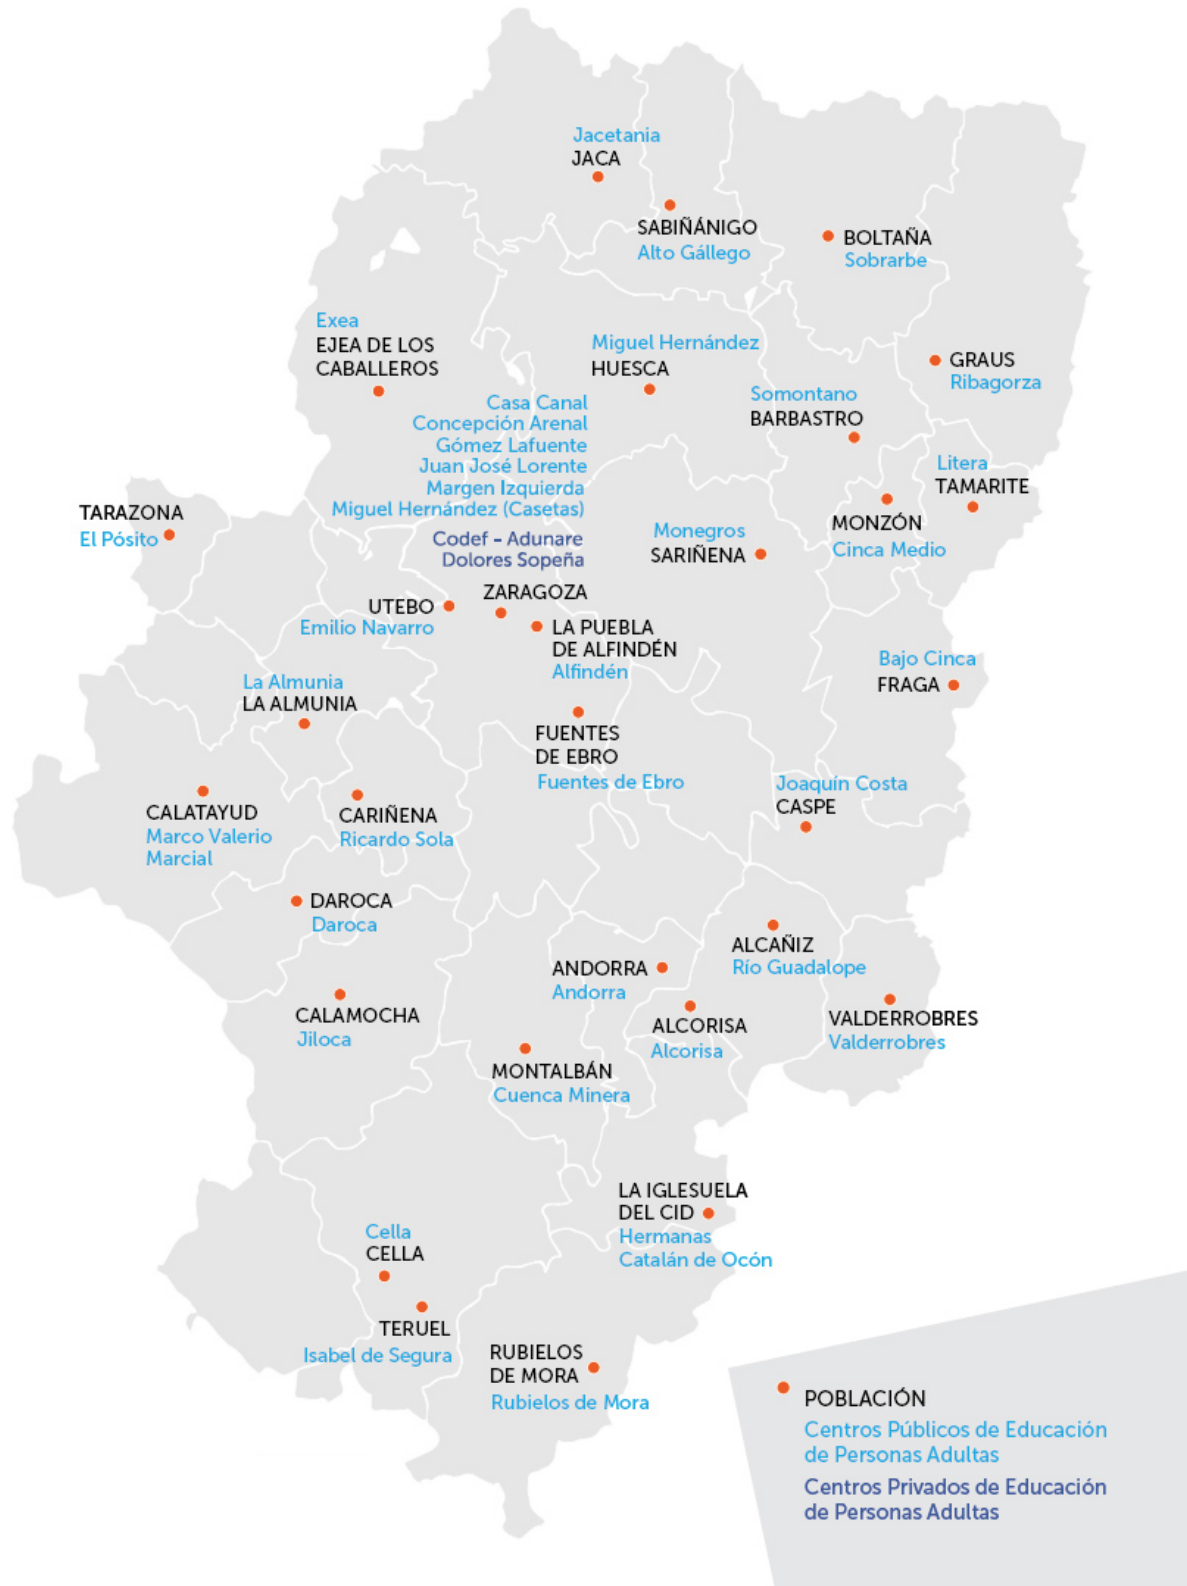 Jacetania
JACA
SABIÑÁNIGO
Alto Gállego
BOLTAÑA
Sobrarbe
Exea
EJEA DE LOS
CABALLEROS
Miguel Hernández
HUESCA
GRAUS
Ribagorza
Somontano
BARBASTRO
Casa Canal
Concepción Arenal
Gómez Lafuente
Juan José Lorente
Margen Izquierda
Miguel Hernández (Casetas)
Codef - Adunare
Dolores Sopeña
ZARAGOZA
Litera
TAMARITE
MONZÓN
Cinca Medio
TARAZONA
El Pósito
Monegros
SARIÑENA
UTEBO
Emilio Navarro
LA PUEBLA
DE ALFINDÉN
Alfindén
Bajo Cinca
FRAGA
La Almunia
LA ALMUNIA
FUENTES
DE EBRO
Fuentes de Ebro
Joaquín Costa
CASPE
CALATAYUD
Marco Valerio
Marcial
CARIÑENA
Ricardo Sola
DAROCA
Daroca
ALCAÑIZ
Río Guadalope
ANDORRA
Andorra
CALAMOCHA
Jiloca
ALCORISA
Alcorisa
VALDERROBRES
Valderrobres
MONTALBÁN
Cuenca Minera
LA IGLESUELA
DEL CID
Hermanas
Catalán de Ocón
Cella
CELLA
TERUEL
Isabel de Segura
RUBIELOS
DE MORA
Rubielos de Mora
POBLACIÓN
Centros Públicos de Educación
de Personas Adultas
Centros Privados de Educación
de Personas Adultas